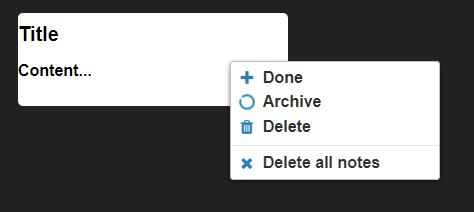 Title
Content...
Done
Archive
Delete
Delete all notes